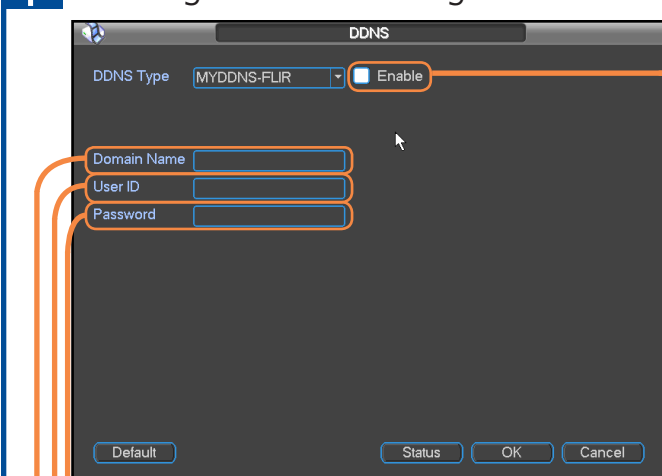 DDNS
DDNS Type MYDDNS-FLIR Enable
Domain Name
User ID
Password
Default Status OK Cancel